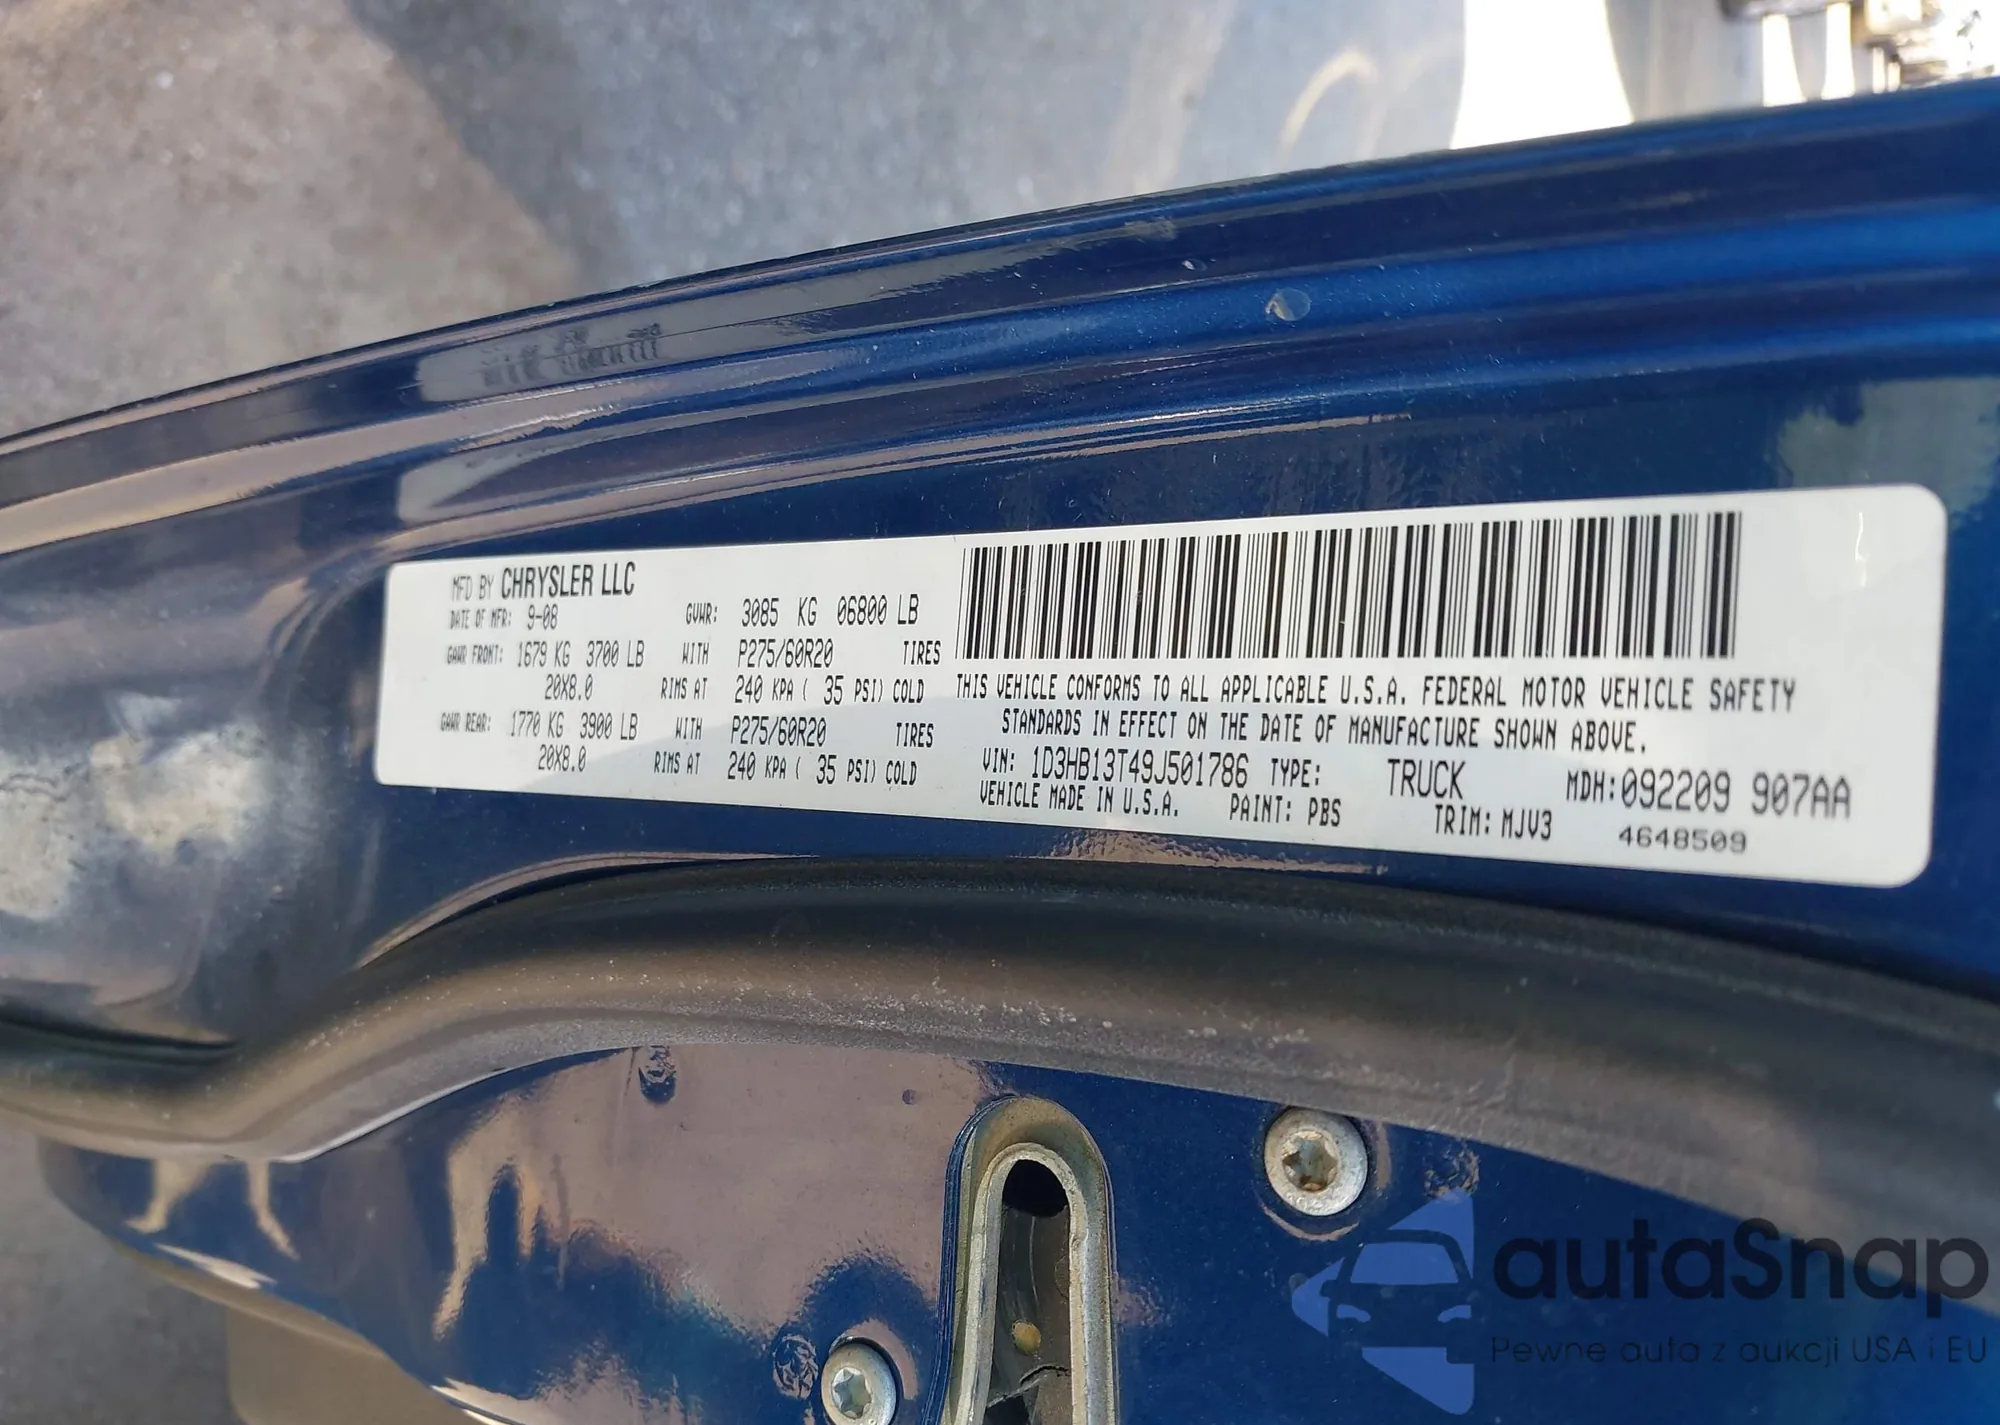 MFD BY CHRYSLER LLC
DATE OF MFR: 9-08 GVWR: 3085 KG 06800 LB
GAWR FRONT: 1679 KG 3700 LB WITH P275/60R20 TIRES
20X8.0 RIMS AT 240 KPA ( 35 PSI) COLD
GAWR REAR: 1770 KG 3900 LB WITH P275/60R20 TIRES
20X8.0 RIMS AT 240 KPA ( 35 PSI) COLD
THIS VEHICLE CONFORMS TO ALL APPLICABLE U.S.A. FEDERAL MOTOR VEHICLE SAFETY
STANDARDS IN EFFECT ON THE DATE OF MANUFACTURE SHOWN ABOVE.
VIN: 1D3HB13T49J501786 TYPE: TRUCK MDH:092209 907AA
VEHICLE MADE IN U.S.A. PAINT: PBS TRIM: MJV3 4648509
autaSnap
Pewne auta z aukcji USA i EU